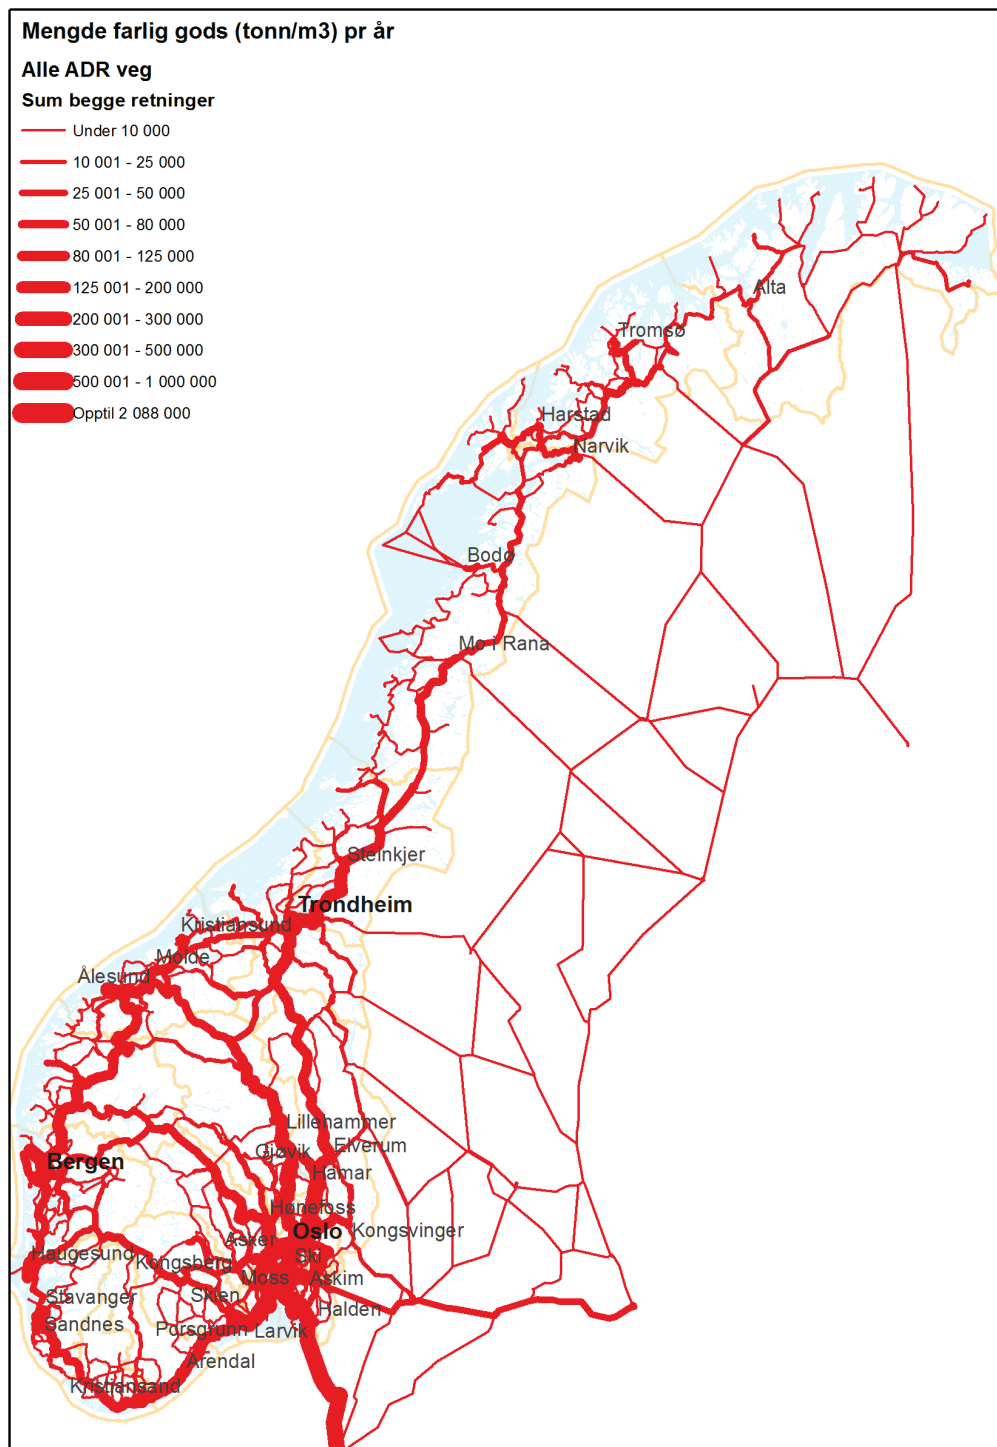 Mengde farlig gods (tonn/m3) pr år
Alle ADR veg
Sum begge retninger
Under 10 000
10 001 - 25 000
25 001 - 50 000
50 001 - 80 000
80 001 - 125 000
125 001 - 200 000
200 001 - 300 000
300 001 - 500 000
500 001 - 1 000 000
Opptil 2 088 000
Alta
Tromsø
Harstad
Narvik
Bodø
Mo i Rana
Steinkjer
Trondheim
Kristiansund
Molde
Ålesund
Lillehammer
Elverum
Gjøvik
Bergen
Hamar
Hønefoss
Oslo
Kongsvinger
Asker
Haugesund
Ski
Kongsberg
Moss
Askim
Stavanger
Skien
Halden
Sandnes
Porsgrunn
Larvik
Arendal
Kristiansand